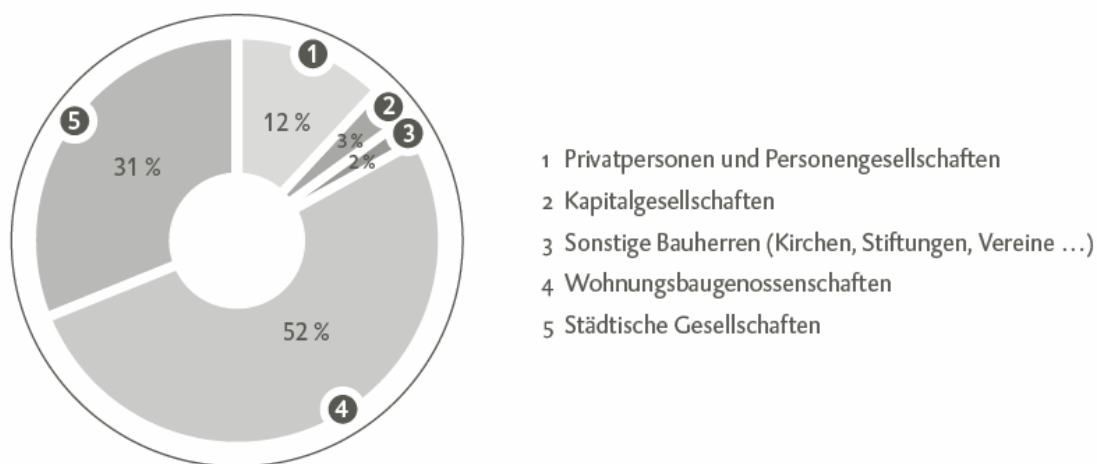 1
2
3
12 %
3 %
2 %
5
31 %
52 %
4
1 Privatpersonen und Personengesellschaften
2 Kapitalgesellschaften
3 Sonstige Bauherren (Kirchen, Stiftungen, Vereine …)
4 Wohnungsbaugenossenschaften
5 Städtische Gesellschaften